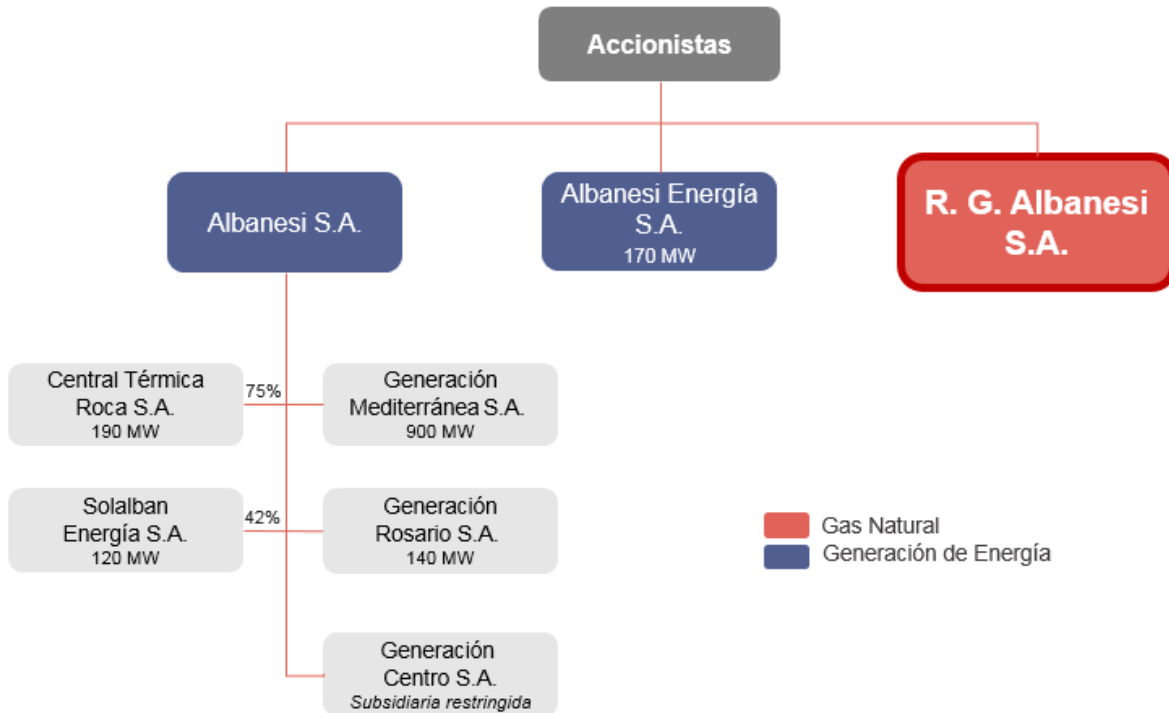 Accionistas
Albanesi S.A.
Albanesi Energía
S.A.
170 MW
R. G. Albanesi
S.A.
Central Térmica
Roca S.A.
190 MW
75%
Generación
Mediterránea S.A.
900 MW
Solalban
Energía S.A.
120 MW
42%
Generación
Rosario S.A.
140 MW
Gas Natural
Generación de Energía
Generación
Centro S.A.
Subsidiaria restringida